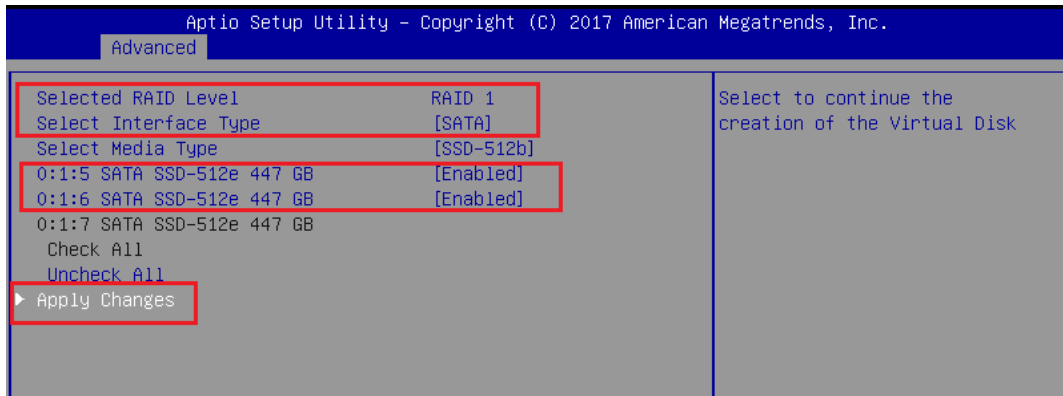 Aptio Setup Utility – Copyright (C) 2017 American Megatrends, Inc.
Advanced
Selected RAID Level RAID 1
Select Interface Type [SATA]
Select Media Type [SSD-512b]
0:1:5 SATA SSD-512e 447 GB [Enabled]
0:1:6 SATA SSD-512e 447 GB [Enabled]
0:1:7 SATA SSD-512e 447 GB
Check All
Uncheck All
Apply Changes
Select to continue the
creation of the Virtual Disk